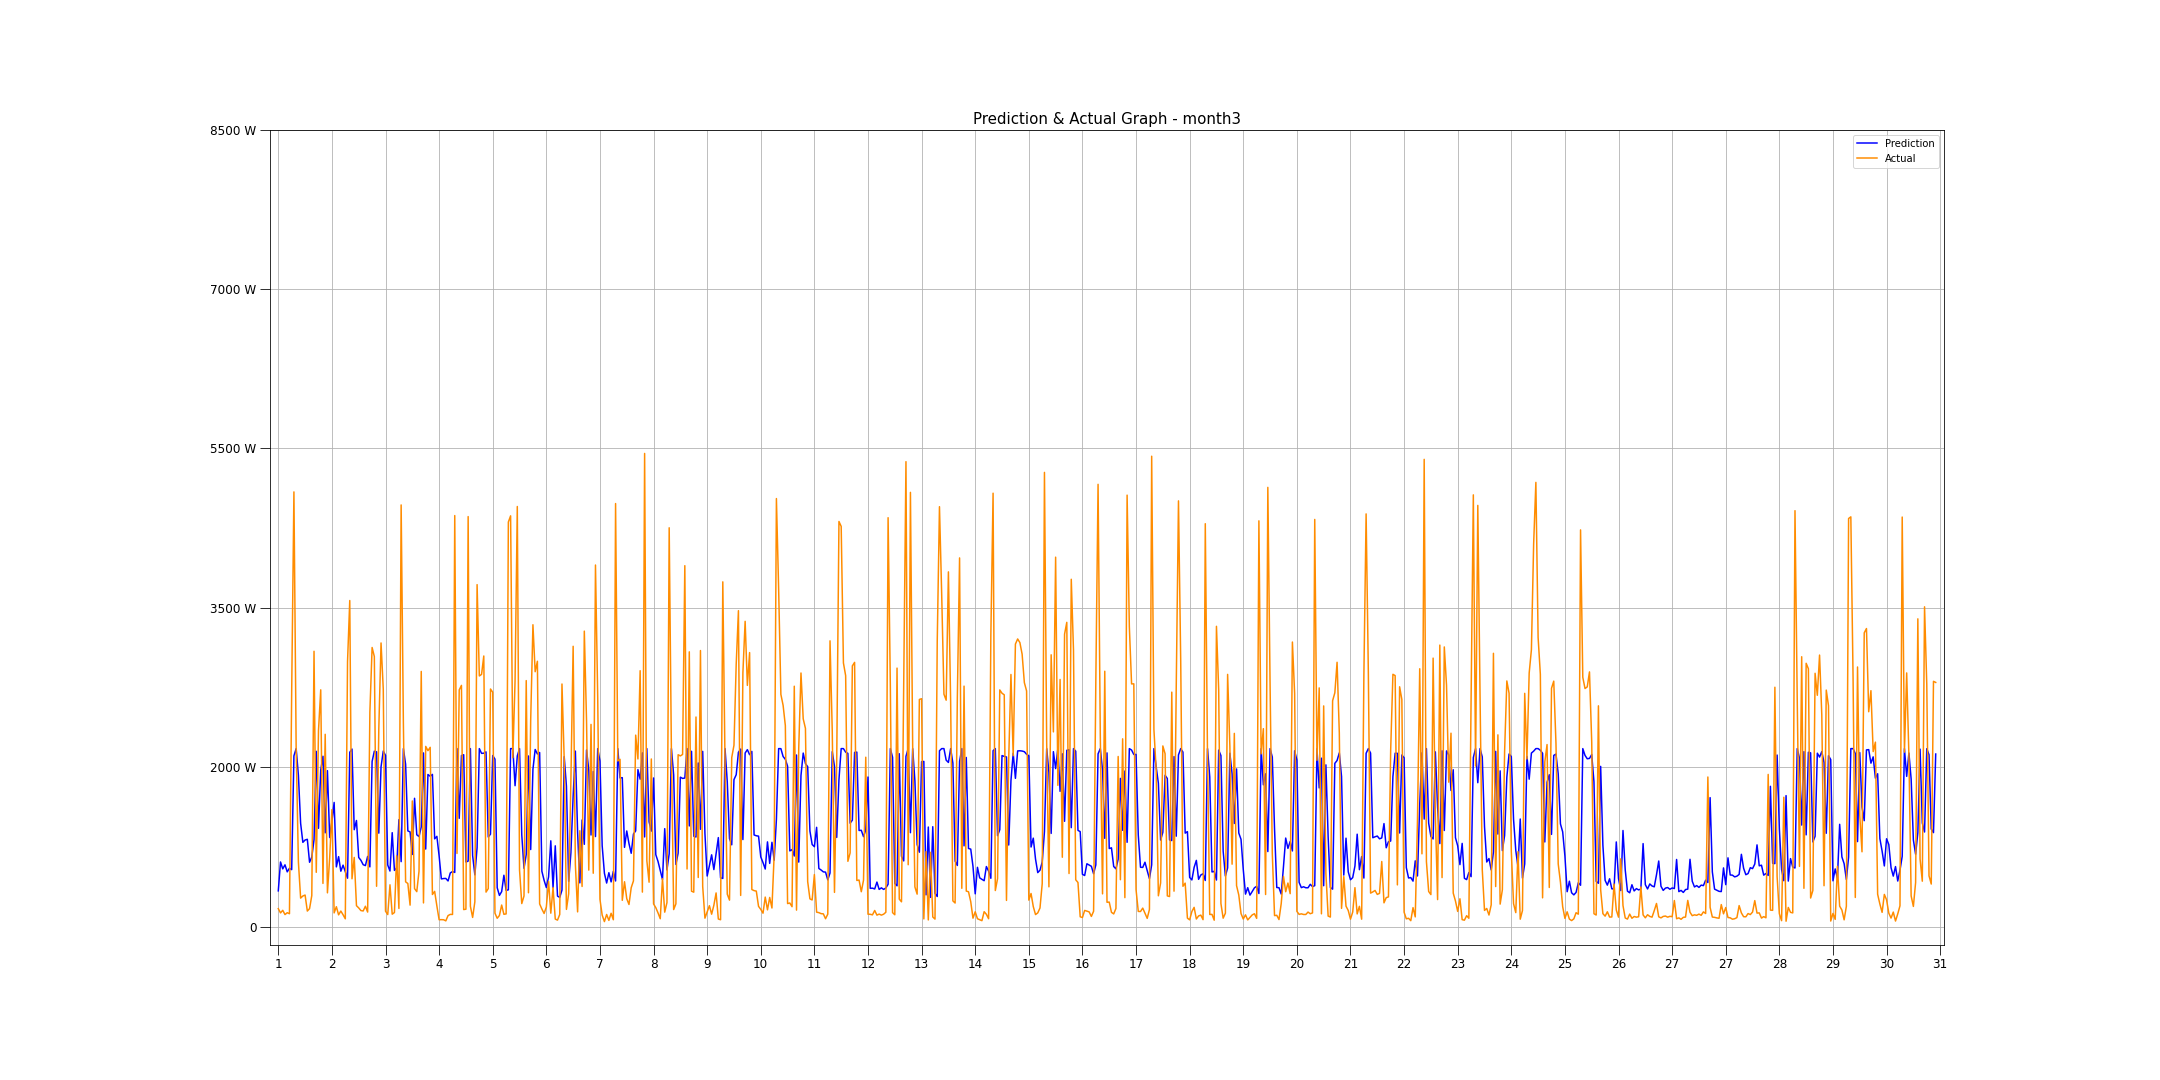 Prediction & Actual Graph - month3
8500 W
7000 W
5500 W
3500 W
2000 W
0
Prediction
Actual
1 2 3 4 5 6 7 8 9 10 11 12 13 14 15 16 17 18 19 20 21 22 23 24 25 26 27 27 28 29 30 31